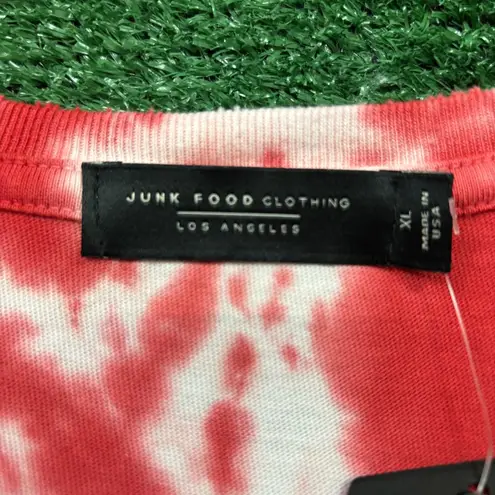 JUNK FOOD CLOTHING
LOS ANGELES
XL
MADE IN
USA